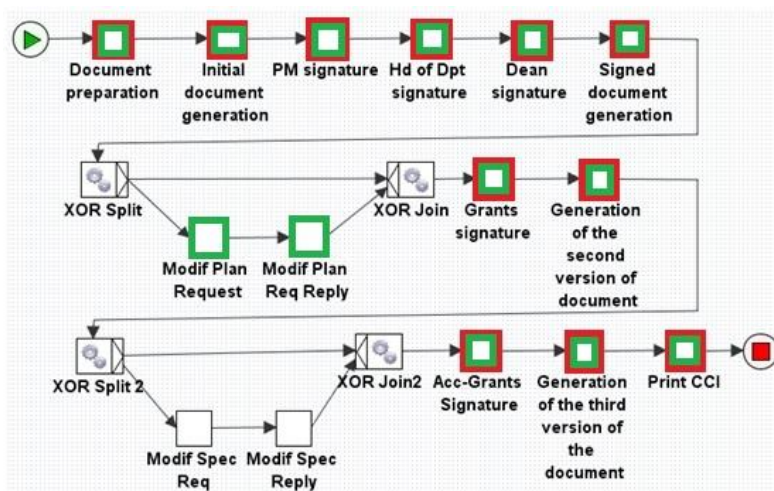 Document
preparation
Initial
document
generation
PM signature
Hd of Dpt
signature
Dean
signature
Signed
document
generation
XOR Split
XOR Join
Grants
signature
Generation
of the
second
version of
document
Modif Plan
Request
Modif Plan
Req Reply
XOR Split 2
XOR Join2
Acc-Grants
Signature
Generation
of the third
version of
the
document
Print CCI
Modif Spec
Req
Modif Spec
Reply